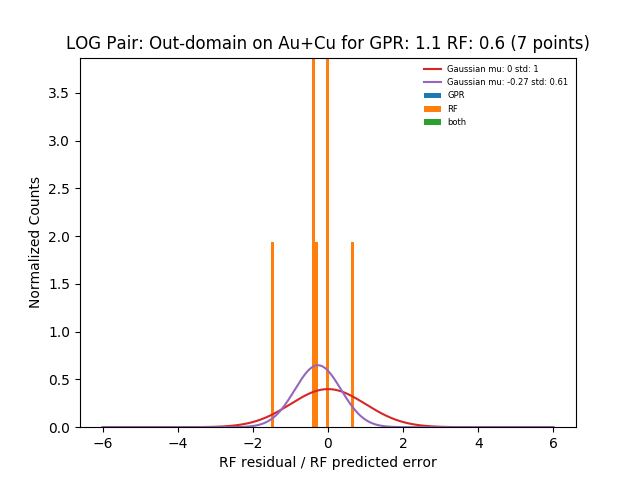 LOG Pair: Out-domain on Au+Cu for GPR: 1.1 RF: 0.6 (7 points)
Gaussian mu: 0 std: 1
Gaussian mu: -0.27 std: 0.61
GPR
RF
both
Normalized Counts
3.5
3.0
2.5
2.0
1.5
1.0
0.5
0.0
−6 −4 −2 0 2 4 6
RF residual / RF predicted error